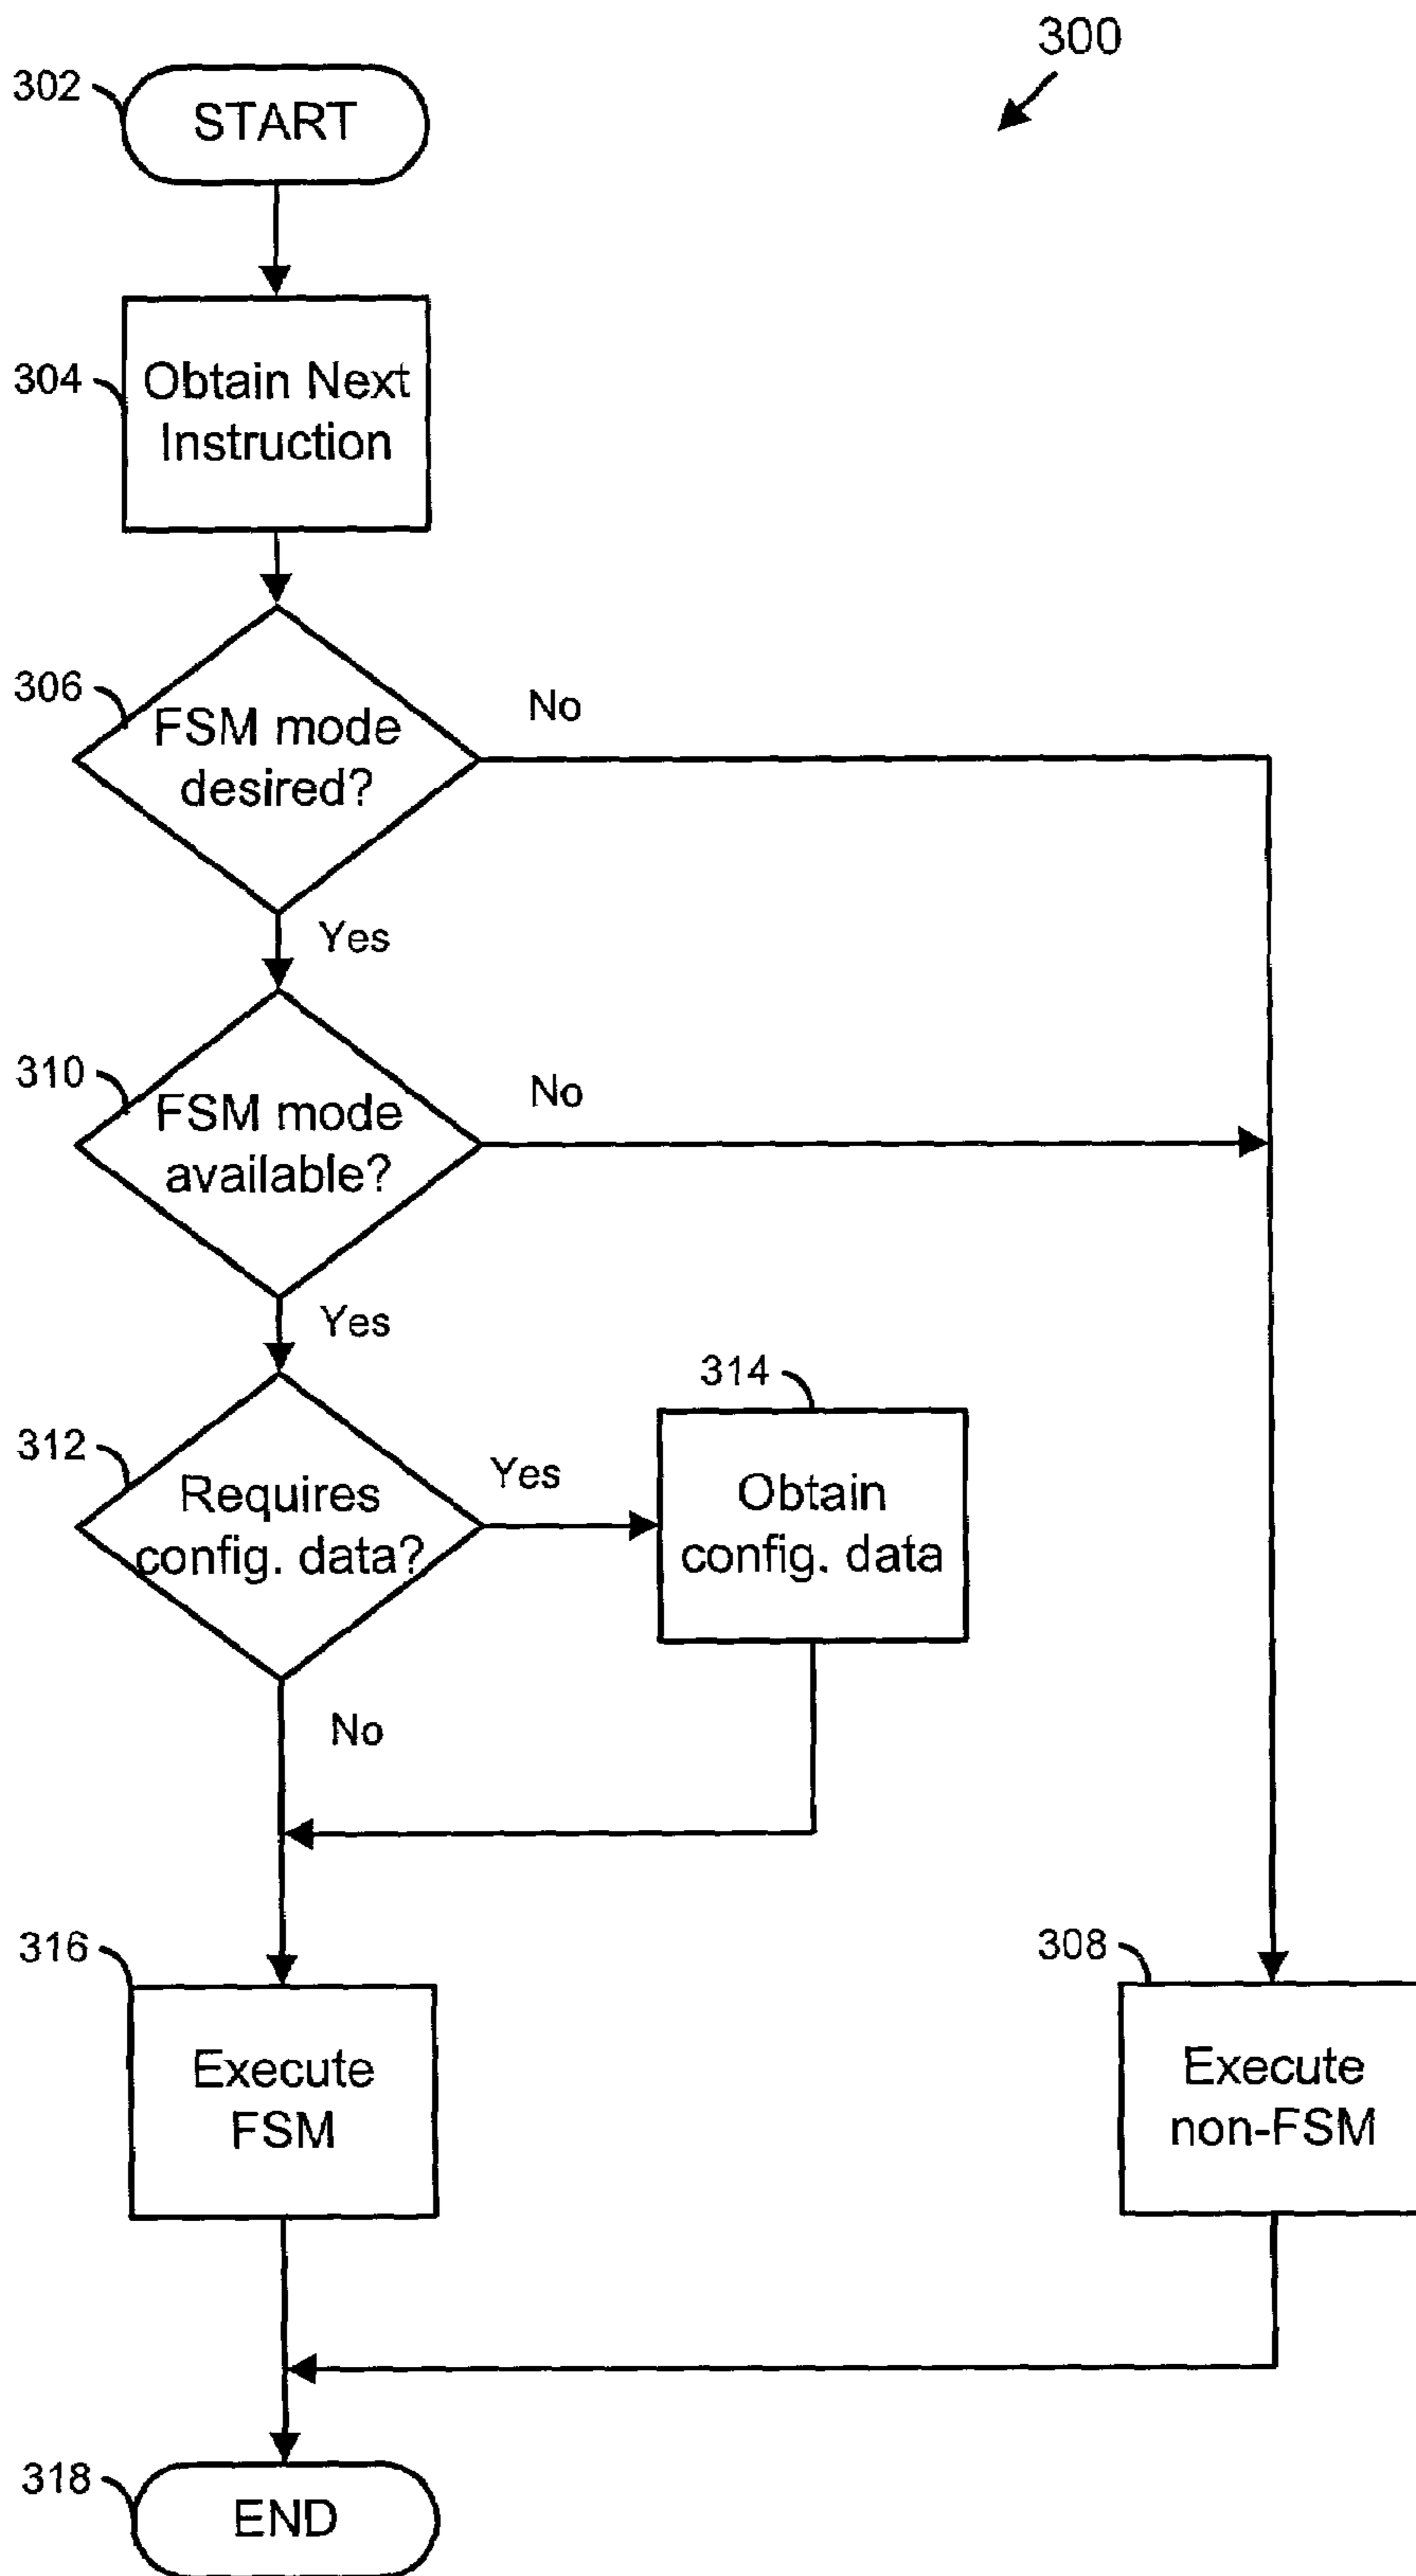 300
302
START
304
Obtain Next
Instruction
306
FSM mode
desired?
No
Yes
310
FSM mode
available?
No
Yes
312
Requires
config. data?
Yes
314
Obtain
config. data
No
316
Execute
FSM
308
Execute
non-FSM
318
END